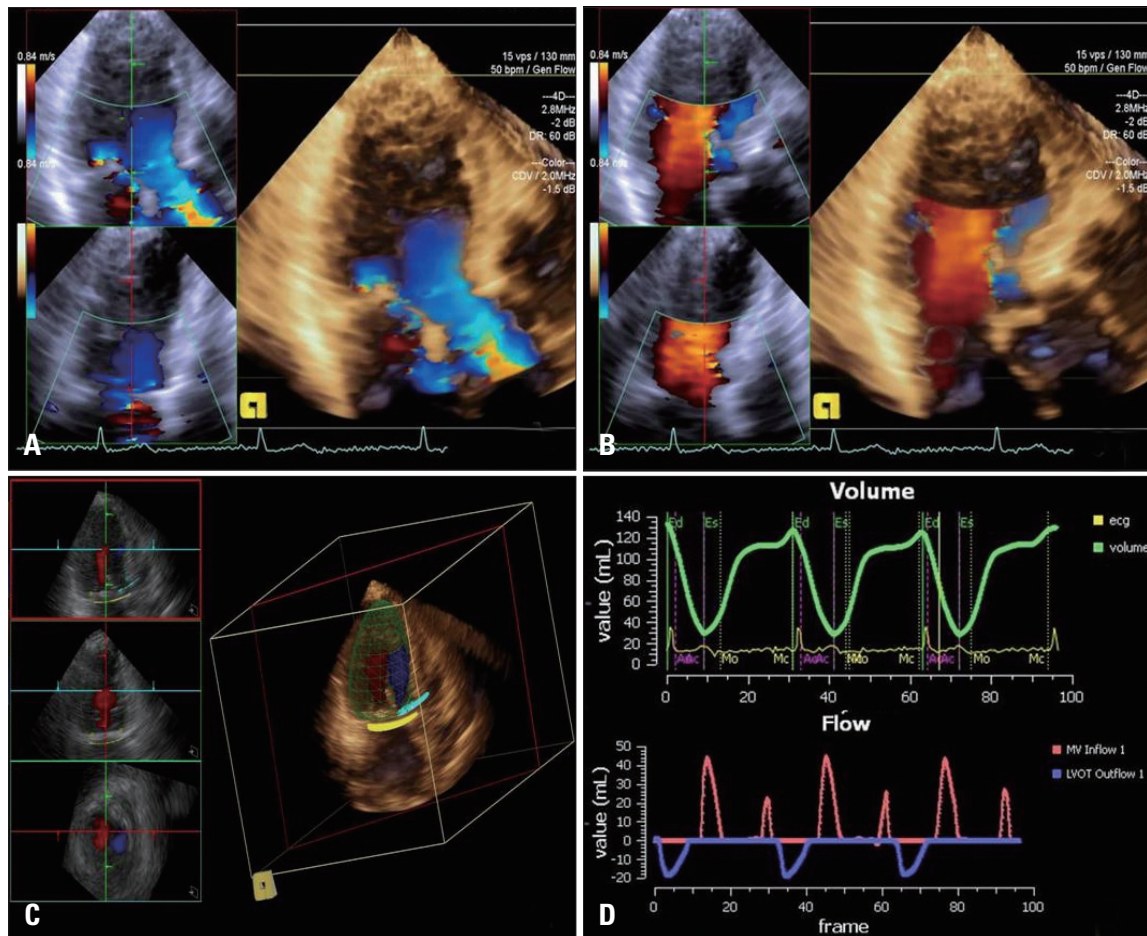 0.84 m/s
0.84 m/s
15 vps / 130 mm
50 bpm / Gen Flow
---4D---
2.8MHz
-2 dB
DR: 60 dB
---Color---
CDV / 2.0MHz
-1.5 dB
A
0.84 m/s
0.84 m/s
15 vps / 130 mm
50 bpm / Gen Flow
---4D---
2.8MHz
-2 dB
DR: 60 dB
---Color---
CDV / 2.0MHz
-1.5 dB
B
C
Volume
140
120
100
80
60
40
20
0
value (mL)
Ed Es Ed Es Ed Es
Mo Mc Mc Mo Mc
0 20 40 60 80 100
ecg
volume
Flow
50
40
30
20
10
0
-10
-20
value (mL)
0 20 40 60 80 100
frame
MV Inflow 1
LVOT Outflow 1
D